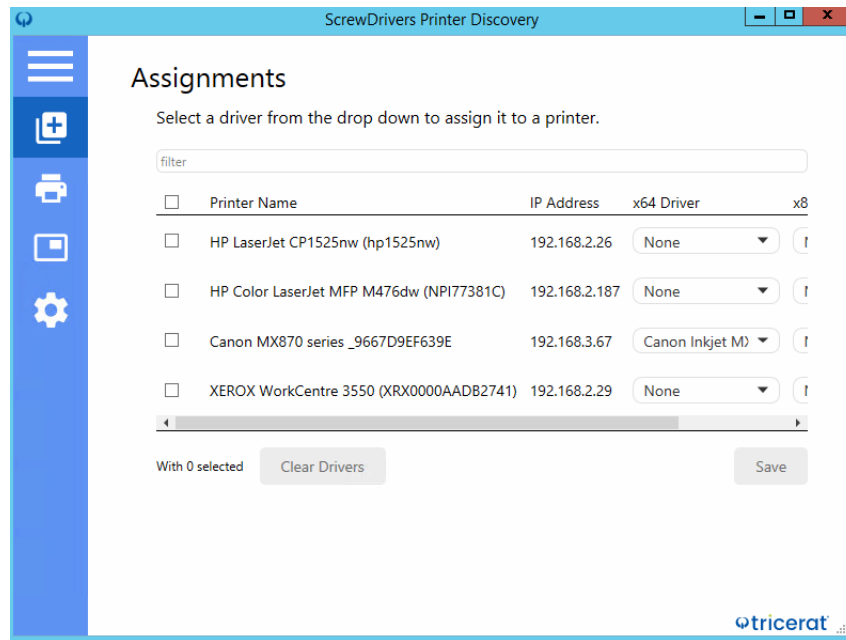 ScrewDrivers Printer Discovery
Assignments
Select a driver from the drop down to assign it to a printer.
filter
Printer Name IP Address x64 Driver x8
HP LaserJet CP1525nw (hp1525nw) 192.168.2.26 None
HP Color LaserJet MFP M476dw (NPI77381C) 192.168.2.187 None
Canon MX870 series _9667D9EF639E 192.168.3.67 Canon Inkjet MX
XEROX WorkCentre 3550 (XRX0000AADB2741) 192.168.2.29 None
With 0 selected Clear Drivers Save
tricerat